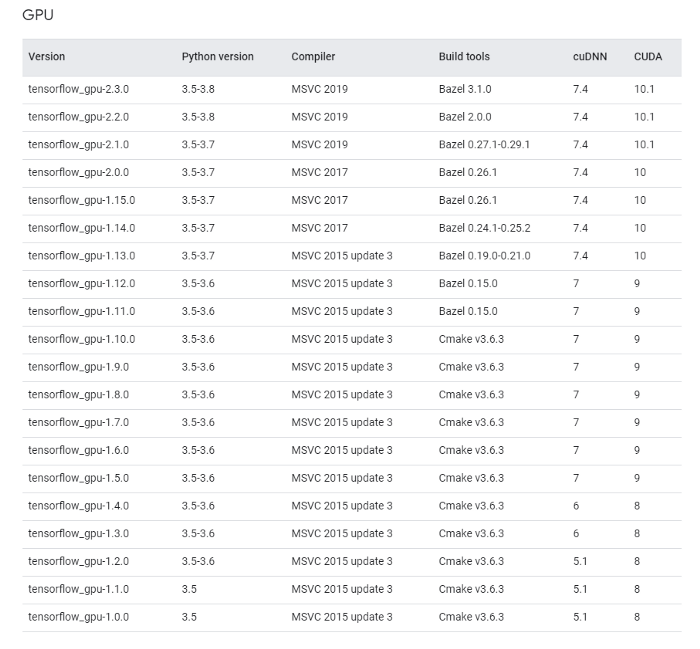 GPU
Version Python version Compiler Build tools cuDNN CUDA
tensorflow_gpu-2.3.0 3.5-3.8 MSVC 2019 Bazel 3.1.0 7.4 10.1
tensorflow_gpu-2.2.0 3.5-3.8 MSVC 2019 Bazel 2.0.0 7.4 10.1
tensorflow_gpu-2.1.0 3.5-3.7 MSVC 2019 Bazel 0.27.1-0.29.1 7.4 10.1
tensorflow_gpu-2.0.0 3.5-3.7 MSVC 2017 Bazel 0.26.1 7.4 10
tensorflow_gpu-1.15.0 3.5-3.7 MSVC 2017 Bazel 0.26.1 7.4 10
tensorflow_gpu-1.14.0 3.5-3.7 MSVC 2017 Bazel 0.24.1-0.25.2 7.4 10
tensorflow_gpu-1.13.0 3.5-3.7 MSVC 2015 update 3 Bazel 0.19.0-0.21.0 7.4 10
tensorflow_gpu-1.12.0 3.5-3.6 MSVC 2015 update 3 Bazel 0.15.0 7 9
tensorflow_gpu-1.11.0 3.5-3.6 MSVC 2015 update 3 Bazel 0.15.0 7 9
tensorflow_gpu-1.10.0 3.5-3.6 MSVC 2015 update 3 Cmake v3.6.3 7 9
tensorflow_gpu-1.9.0 3.5-3.6 MSVC 2015 update 3 Cmake v3.6.3 7 9
tensorflow_gpu-1.8.0 3.5-3.6 MSVC 2015 update 3 Cmake v3.6.3 7 9
tensorflow_gpu-1.7.0 3.5-3.6 MSVC 2015 update 3 Cmake v3.6.3 7 9
tensorflow_gpu-1.6.0 3.5-3.6 MSVC 2015 update 3 Cmake v3.6.3 7 9
tensorflow_gpu-1.5.0 3.5-3.6 MSVC 2015 update 3 Cmake v3.6.3 7 9
tensorflow_gpu-1.4.0 3.5-3.6 MSVC 2015 update 3 Cmake v3.6.3 6 8
tensorflow_gpu-1.3.0 3.5-3.6 MSVC 2015 update 3 Cmake v3.6.3 6 8
tensorflow_gpu-1.2.0 3.5-3.6 MSVC 2015 update 3 Cmake v3.6.3 5.1 8
tensorflow_gpu-1.1.0 3.5 MSVC 2015 update 3 Cmake v3.6.3 5.1 8
tensorflow_gpu-1.0.0 3.5 MSVC 2015 update 3 Cmake v3.6.3 5.1 8